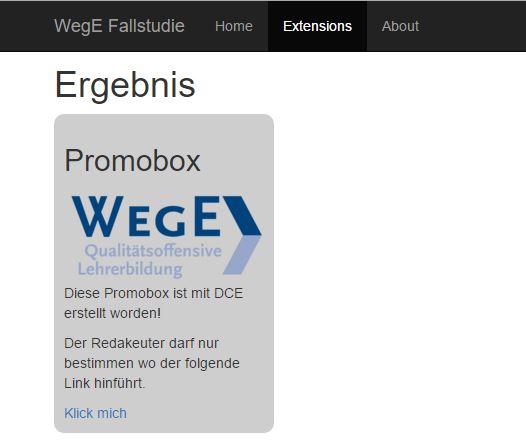 WegE Fallstudie Home Extensions About
Ergebnis
Promobox
WEGE
Qualitätsoffensive
Lehrerbildung
Diese Promobox ist mit DCE
erstellt worden!
Der Redakeuter darf nur
bestimmen wo der folgende
Link hinführt.
Klick mich